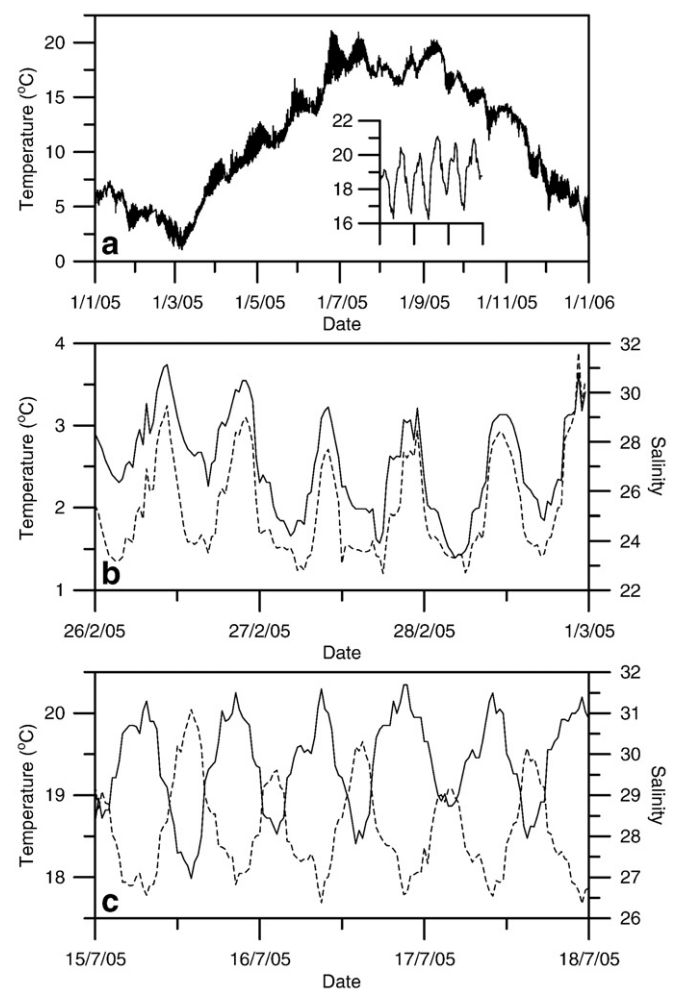 Temperature (°C)
20
15
10
5
0
22
20
18
16
a
1/1/05 1/3/05 1/5/05 1/7/05 1/9/05 1/11/05 1/1/06
Date
Temperature (°C)
4
3
2
1
32
30
28
26
24
22
Salinity
b
26/2/05 27/2/05 28/2/05 1/3/05
Date
Temperature (°C)
20
19
18
32
31
30
29
28
27
26
Salinity
c
15/7/05 16/7/05 17/7/05 18/7/05
Date